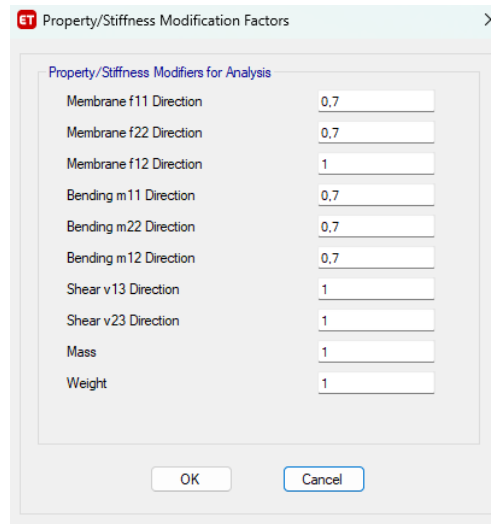 ET Property/Stiffness Modification Factors
Property/Stiffness Modifiers for Analysis
Membrane f11 Direction 0,7
Membrane f22 Direction 0,7
Membrane f12 Direction 1
Bending m11 Direction 0,7
Bending m22 Direction 0,7
Bending m12 Direction 0,7
Shear v13 Direction 1
Shear v23 Direction 1
Mass 1
Weight 1
OK Cancel